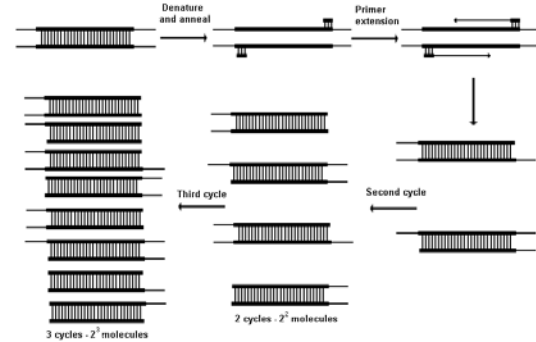 Denature
and anneal
Primer
extension
Second cycle
Third cycle
2 cycles - 2² molecules
3 cycles - 2³ molecules